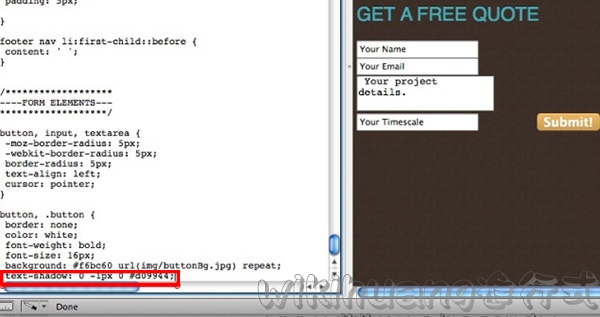 padding: 5px;
}
footer nav li:first-child::before {
content: ' ';
}
/*******************
----FORM ELEMENTS---
*******************/
button, input, textarea {
-moz-border-radius: 5px;
-webkit-border-radius: 5px;
border-radius: 5px;
text-align: left;
cursor: pointer;
}
button, .button {
border: none;
color: white;
font-weight: bold;
font-size: 16px;
background: #f6bc60 url(img/buttonBg.jpg) repeat;
text-shadow: 0 -1px 0 #d09944;
Done
GET A FREE QUOTE
Your Name
Your Email
Your project
details.
Your Timescale
Submit!